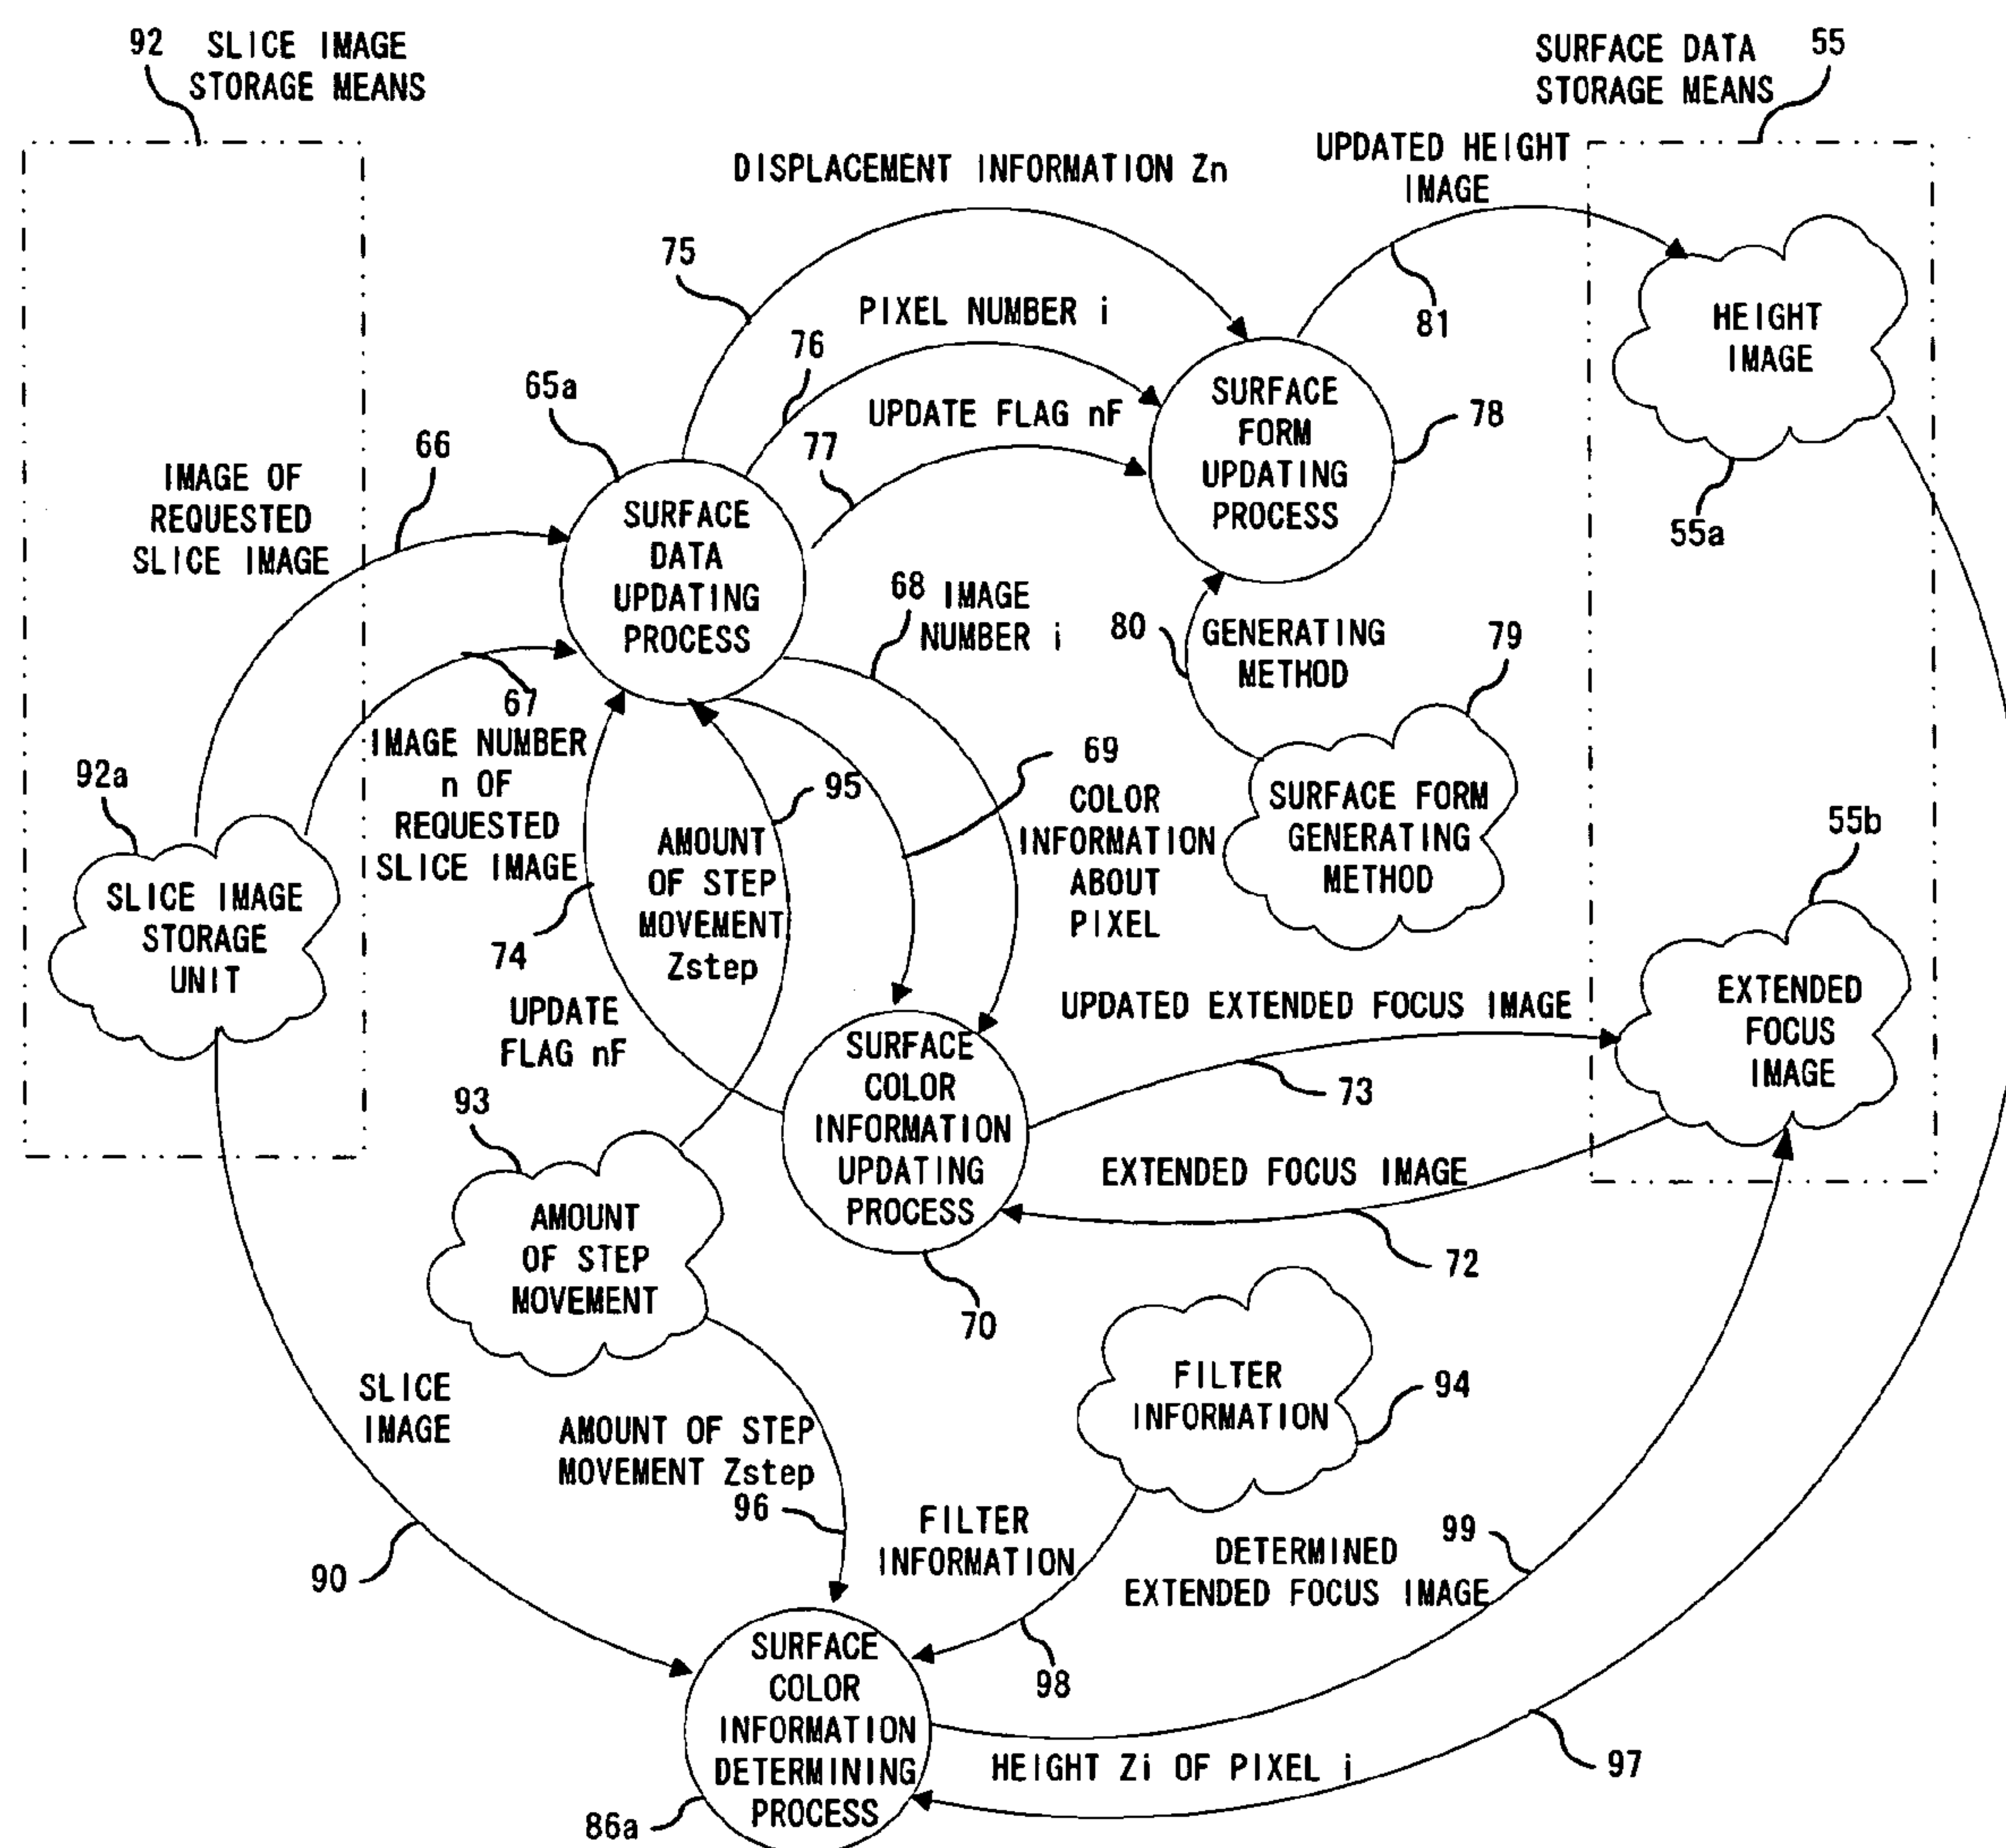 92 SLICE IMAGE
STORAGE MEANS
SURFACE DATA 55
STORAGE MEANS
DISPLACEMENT INFORMATION Zn
UPDATED HEIGHT
IMAGE
75
PIXEL NUMBER i
76
81
HEIGHT
IMAGE
65a
UPDATE FLAG nF
77
SURFACE
FORM
UPDATING
PROCESS
78
55a
66
IMAGE OF
REQUESTED
SLICE IMAGE
SURFACE
DATA
UPDATING
PROCESS
68 IMAGE
NUMBER i
80 GENERATING
METHOD
79
67
IMAGE NUMBER
n OF
REQUESTED
SLICE IMAGE
92a
SLICE IMAGE
STORAGE
UNIT
95
69
COLOR
INFORMATION
ABOUT
PIXEL
SURFACE FORM
GENERATING
METHOD
55b
AMOUNT
OF STEP
MOVEMENT
Zstep
74
UPDATE
FLAG nF
UPDATED EXTENDED FOCUS IMAGE
EXTENDED
FOCUS
IMAGE
73
SURFACE
COLOR
INFORMATION
UPDATING
PROCESS
93
EXTENDED FOCUS IMAGE
72
AMOUNT
OF STEP
MOVEMENT
70
FILTER
INFORMATION
94
SLICE
IMAGE
AMOUNT OF STEP
MOVEMENT Zstep
96
FILTER
INFORMATION
99
DETERMINED
EXTENDED FOCUS IMAGE
90
98
SURFACE
COLOR
INFORMATION
DETERMINING
PROCESS
HEIGHT Zi OF PIXEL i
97
86a